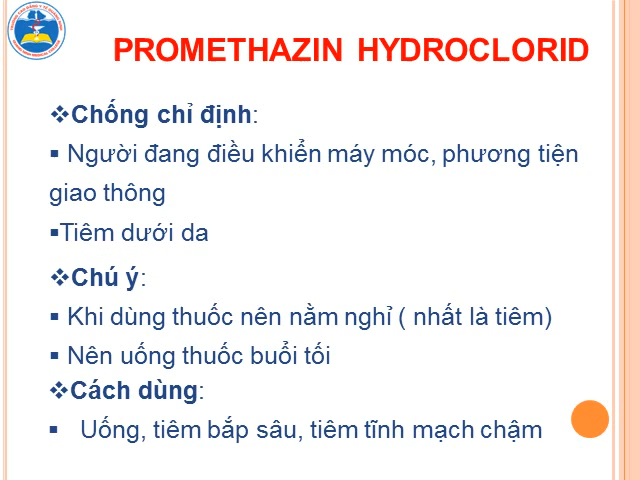 PROMETHAZIN HYDROCLORID
❖Chống chỉ định:
▪ Người đang điều khiển máy móc, phương tiện
giao thông
▪Tiêm dưới da
❖Chú ý:
▪ Khi dùng thuốc nên nằm nghỉ ( nhất là tiêm)
▪ Nên uống thuốc buổi tối
❖Cách dùng:
▪ Uống, tiêm bắp sâu, tiêm tĩnh mạch chậm